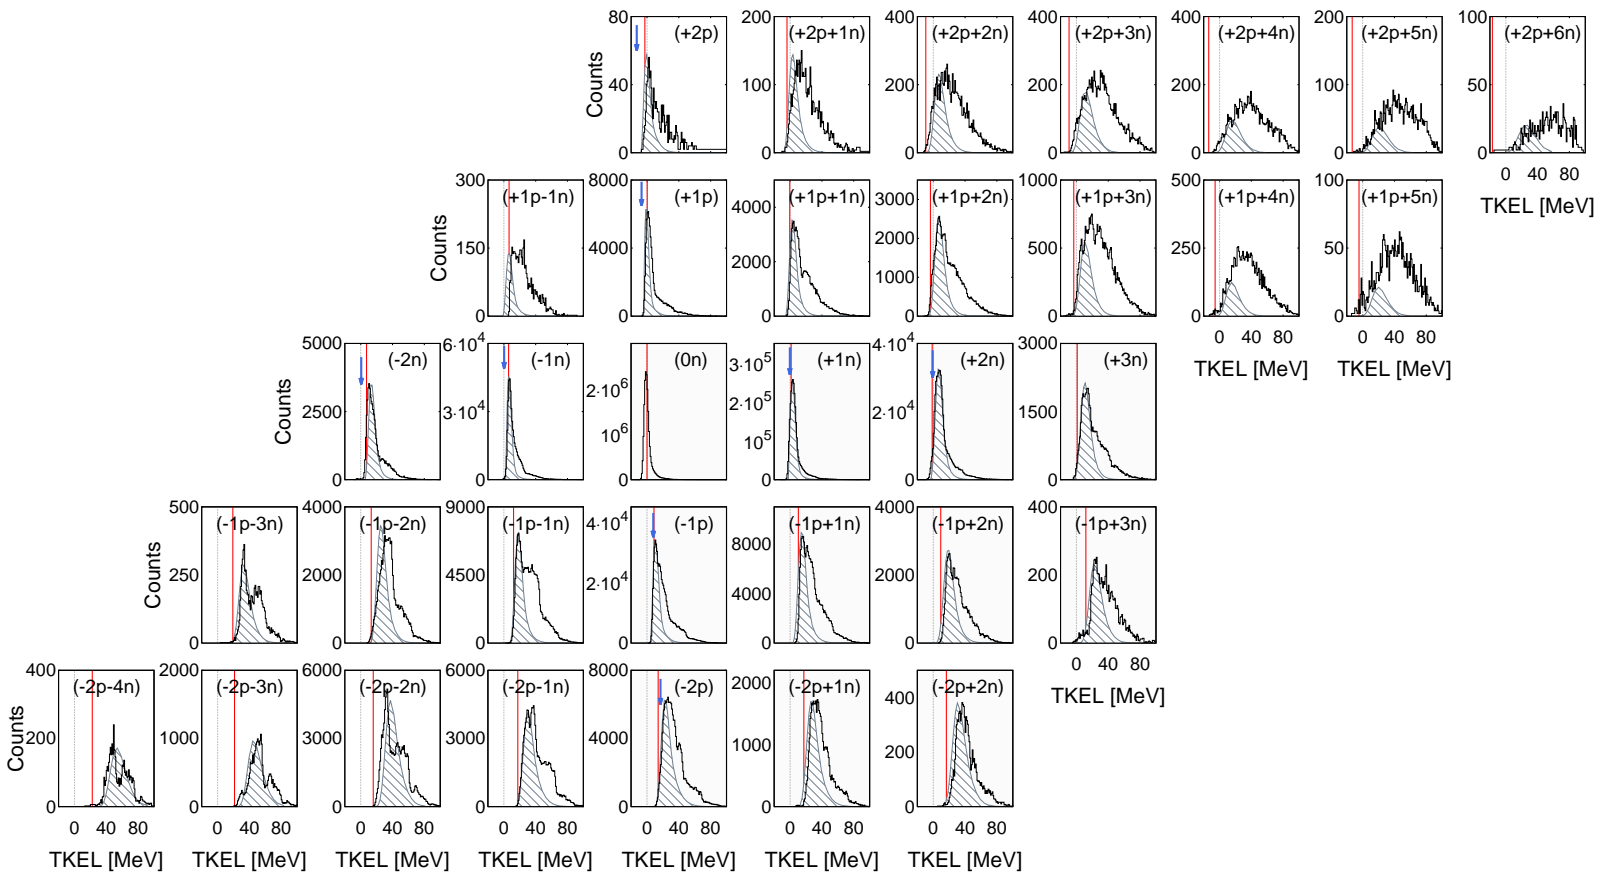 80
40
0
Counts
(+2p)
200
100
0
(+2p+1n)
400
200
0
(+2p+2n)
400
200
0
(+2p+3n)
400
200
0
(+2p+4n)
200
100
0
(+2p+5n)
100
50
0
(+2p+6n)
0 40 80
TKEL [MeV]
300
150
0
Counts
(+1p-1n)
8000
4000
0
(+1p)
4000
2000
0
(+1p+1n)
3000
2000
1000
0
(+1p+2n)
1000
500
0
(+1p+3n)
500
250
0
(+1p+4n)
0 40 80
TKEL [MeV]
100
50
0
(+1p+5n)
0 40 80
TKEL [MeV]
5000
2500
0
Counts
(-2n)
6·10⁴
3·10⁴
0
(-1n)
2·10⁶
10⁶
0
(0n)
3·10⁵
2·10⁵
10⁵
0
(+1n)
4·10⁴
2·10⁴
0
(+2n)
3000
1500
0
(+3n)
500
250
0
Counts
(-1p-3n)
4000
2000
0
(-1p-2n)
9000
4500
0
(-1p-1n)
4·10⁴
2·10⁴
0
(-1p)
8000
4000
0
(-1p+1n)
4000
2000
0
(-1p+2n)
400
200
0
(-1p+3n)
0 40 80
TKEL [MeV]
400
200
0
Counts
(-2p-4n)
0 40 80
TKEL [MeV]
2000
1000
0
(-2p-3n)
0 40 80
TKEL [MeV]
6000
3000
0
(-2p-2n)
0 40 80
TKEL [MeV]
6000
3000
0
(-2p-1n)
0 40 80
TKEL [MeV]
8000
4000
0
(-2p)
0 40 80
TKEL [MeV]
2000
1000
0
(-2p+1n)
0 40 80
TKEL [MeV]
400
200
0
(-2p+2n)
0 40 80
TKEL [MeV]